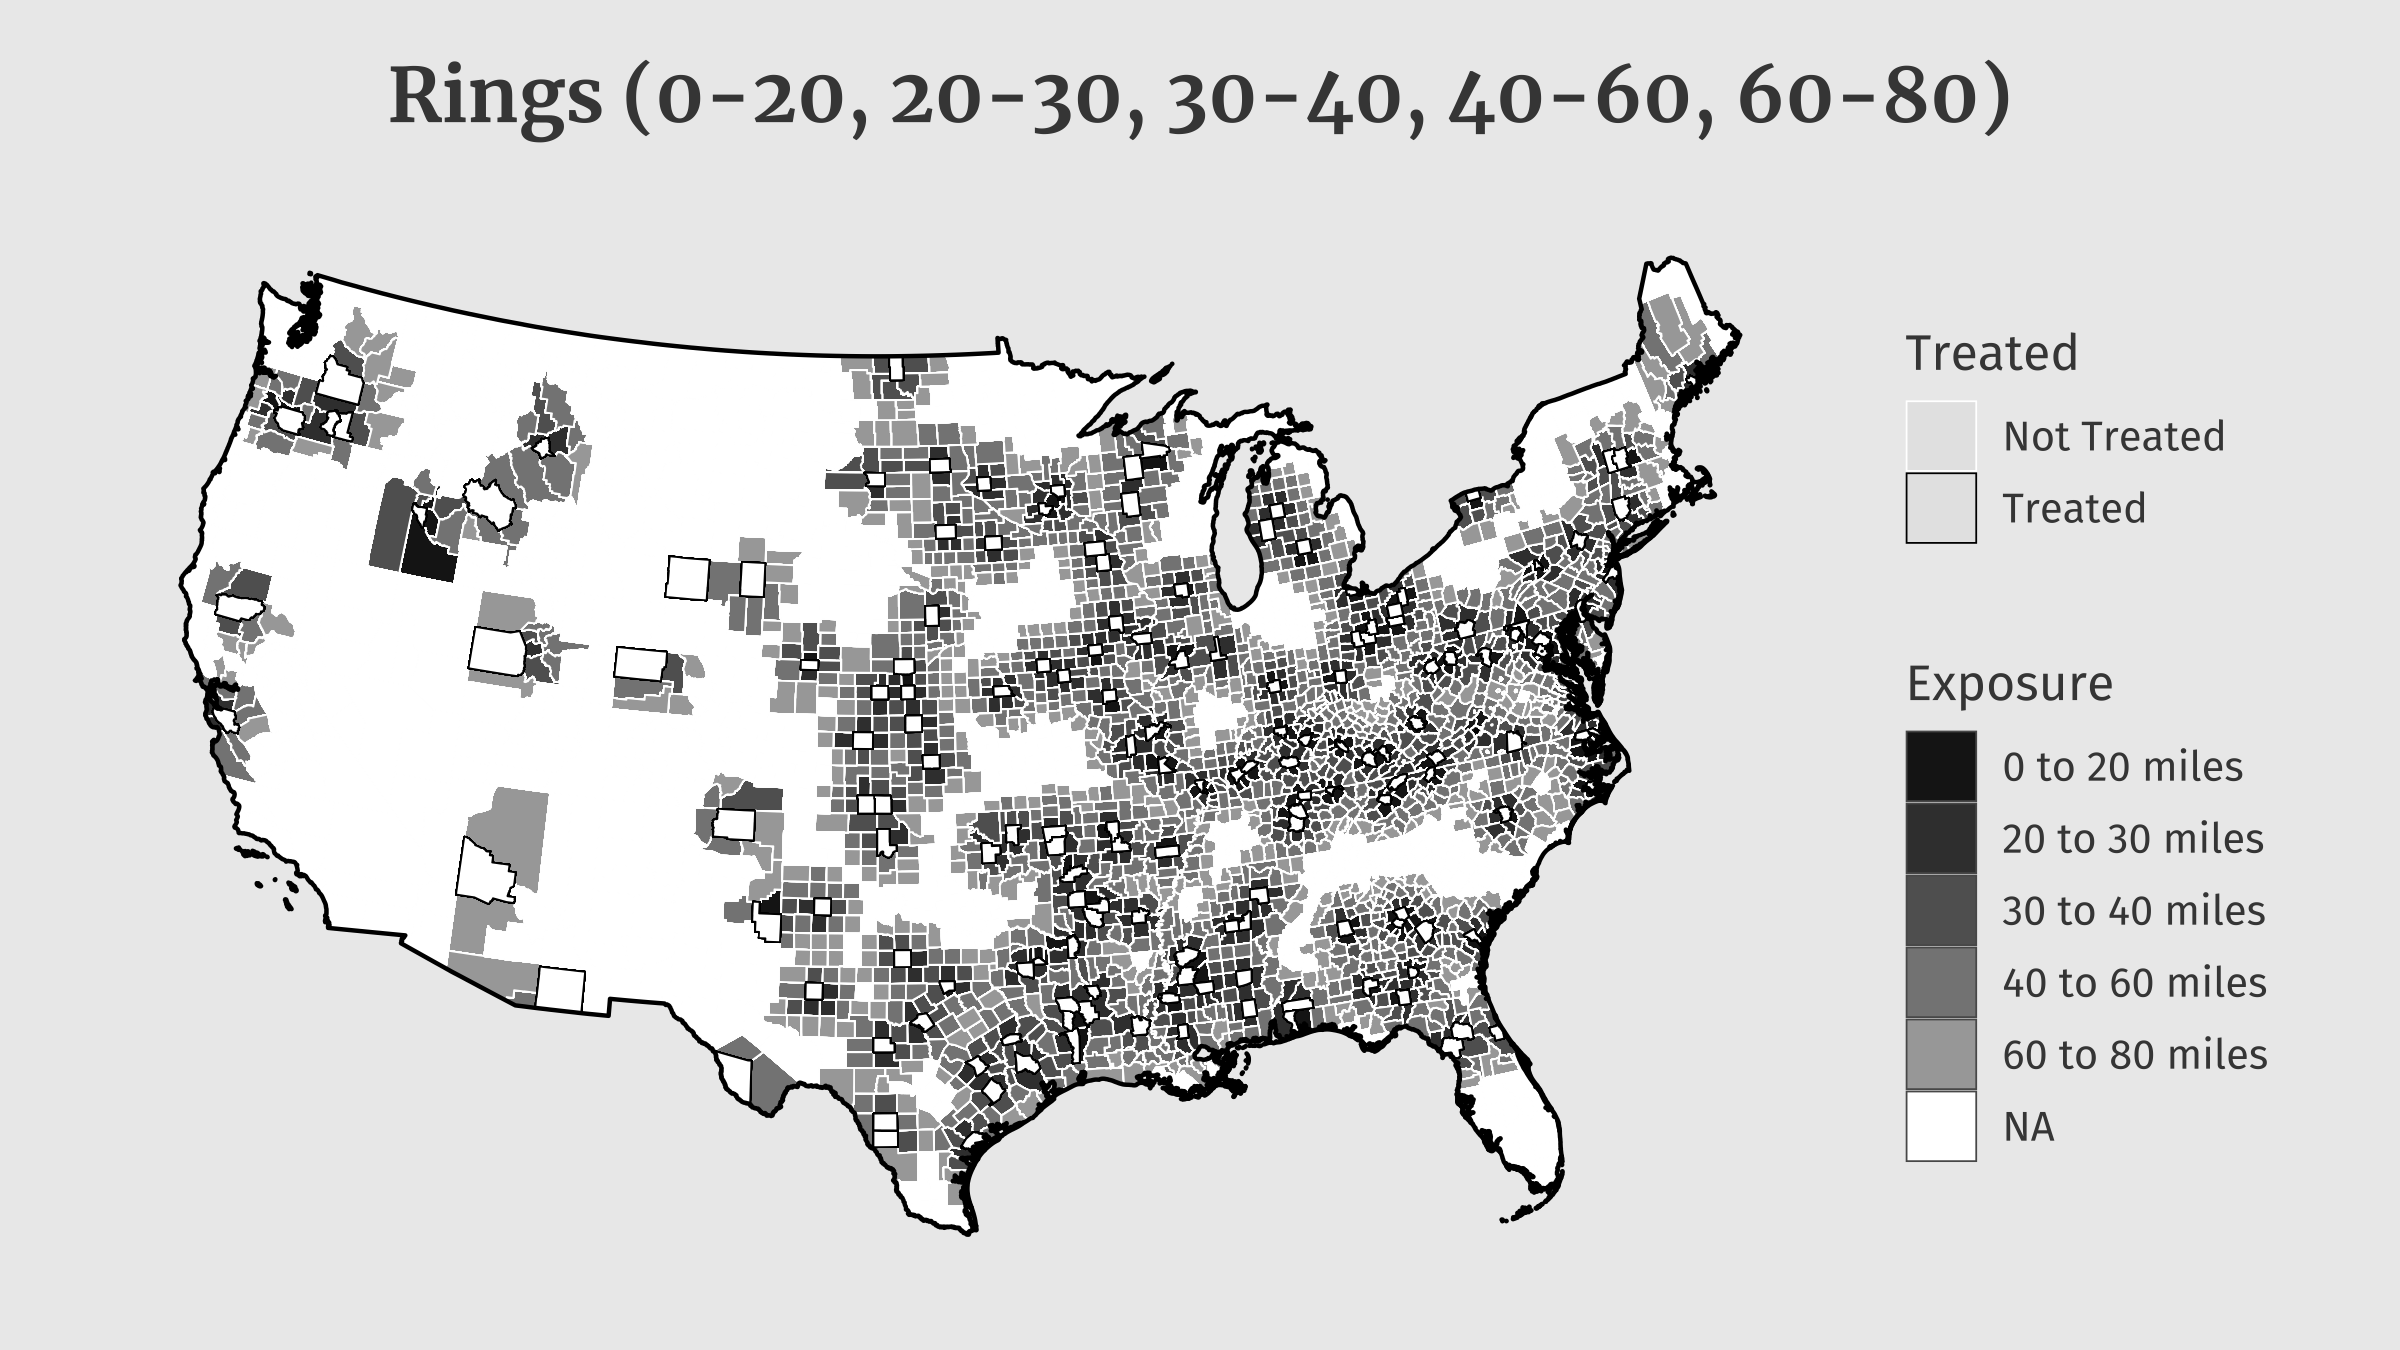 Rings (0-20, 20-30, 30-40, 40-60, 60-80)
Treated
Not Treated
Treated
Exposure
0 to 20 miles
20 to 30 miles
30 to 40 miles
40 to 60 miles
60 to 80 miles
NA